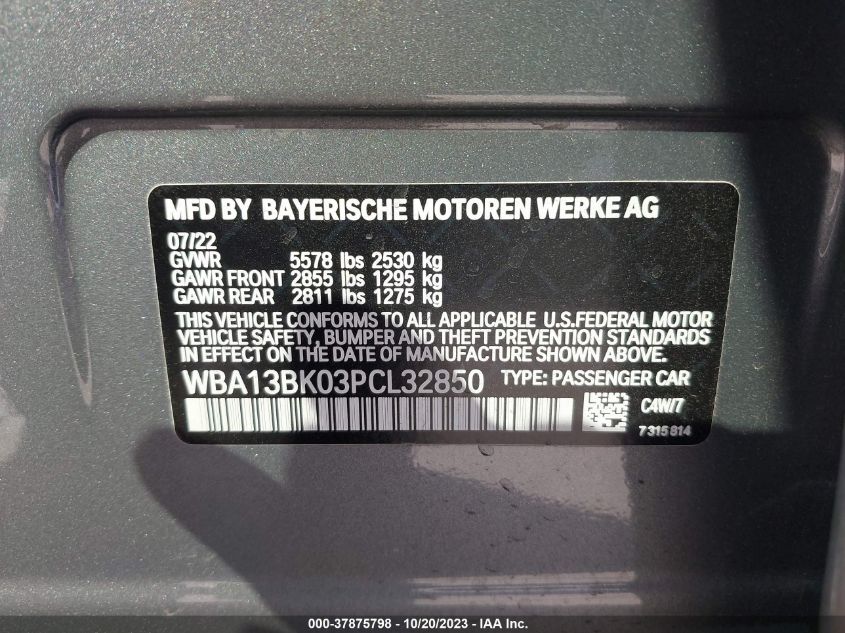 MFD BY BAYERISCHE MOTOREN WERKE AG
07/22
GVWR 5578 lbs 2530 kg
GAWR FRONT 2855 lbs 1295 kg
GAWR REAR 2811 lbs 1275 kg
THIS VEHICLE CONFORMS TO ALL APPLICABLE U.S.FEDERAL MOTOR
VEHICLE SAFETY, BUMPER AND THEFT PREVENTION STANDARDS
IN EFFECT ON THE DATE OF MANUFACTURE SHOWN ABOVE.
WBA13BK03PCL32850 TYPE: PASSENGER CAR
C4W/7
7315814
000-37875798 - 10/20/2023 - IAA Inc.